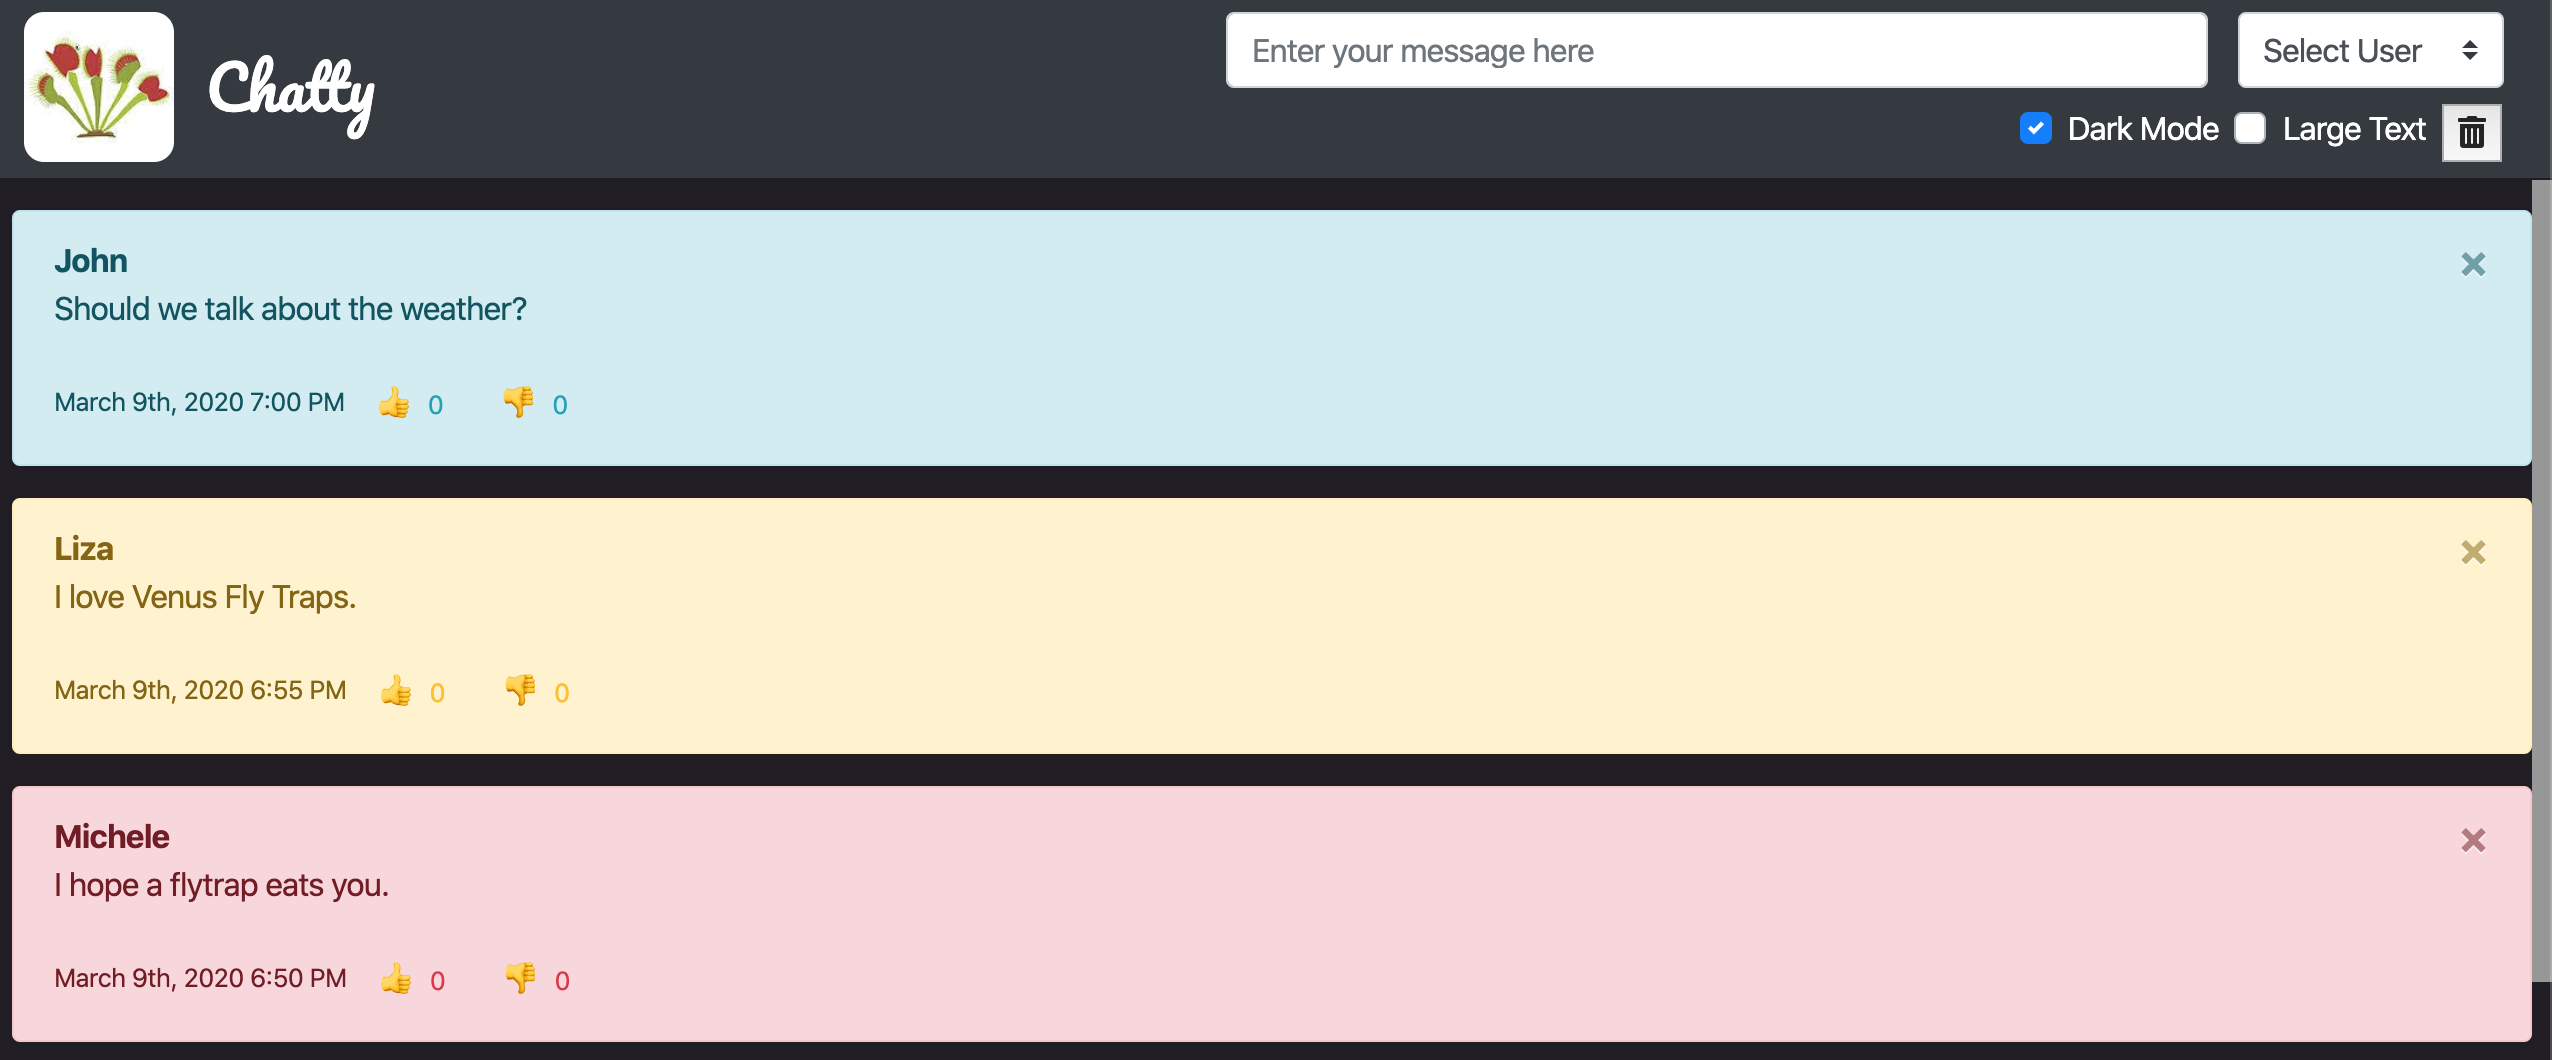 Chatty
Enter your message here
Select User
Dark Mode
Large Text
John
Should we talk about the weather?
March 9th, 2020 7:00 PM 👍 0 👎 0
Liza
I love Venus Fly Traps.
March 9th, 2020 6:55 PM 👍 0 👎 0
Michele
I hope a flytrap eats you.
March 9th, 2020 6:50 PM 👍 0 👎 0